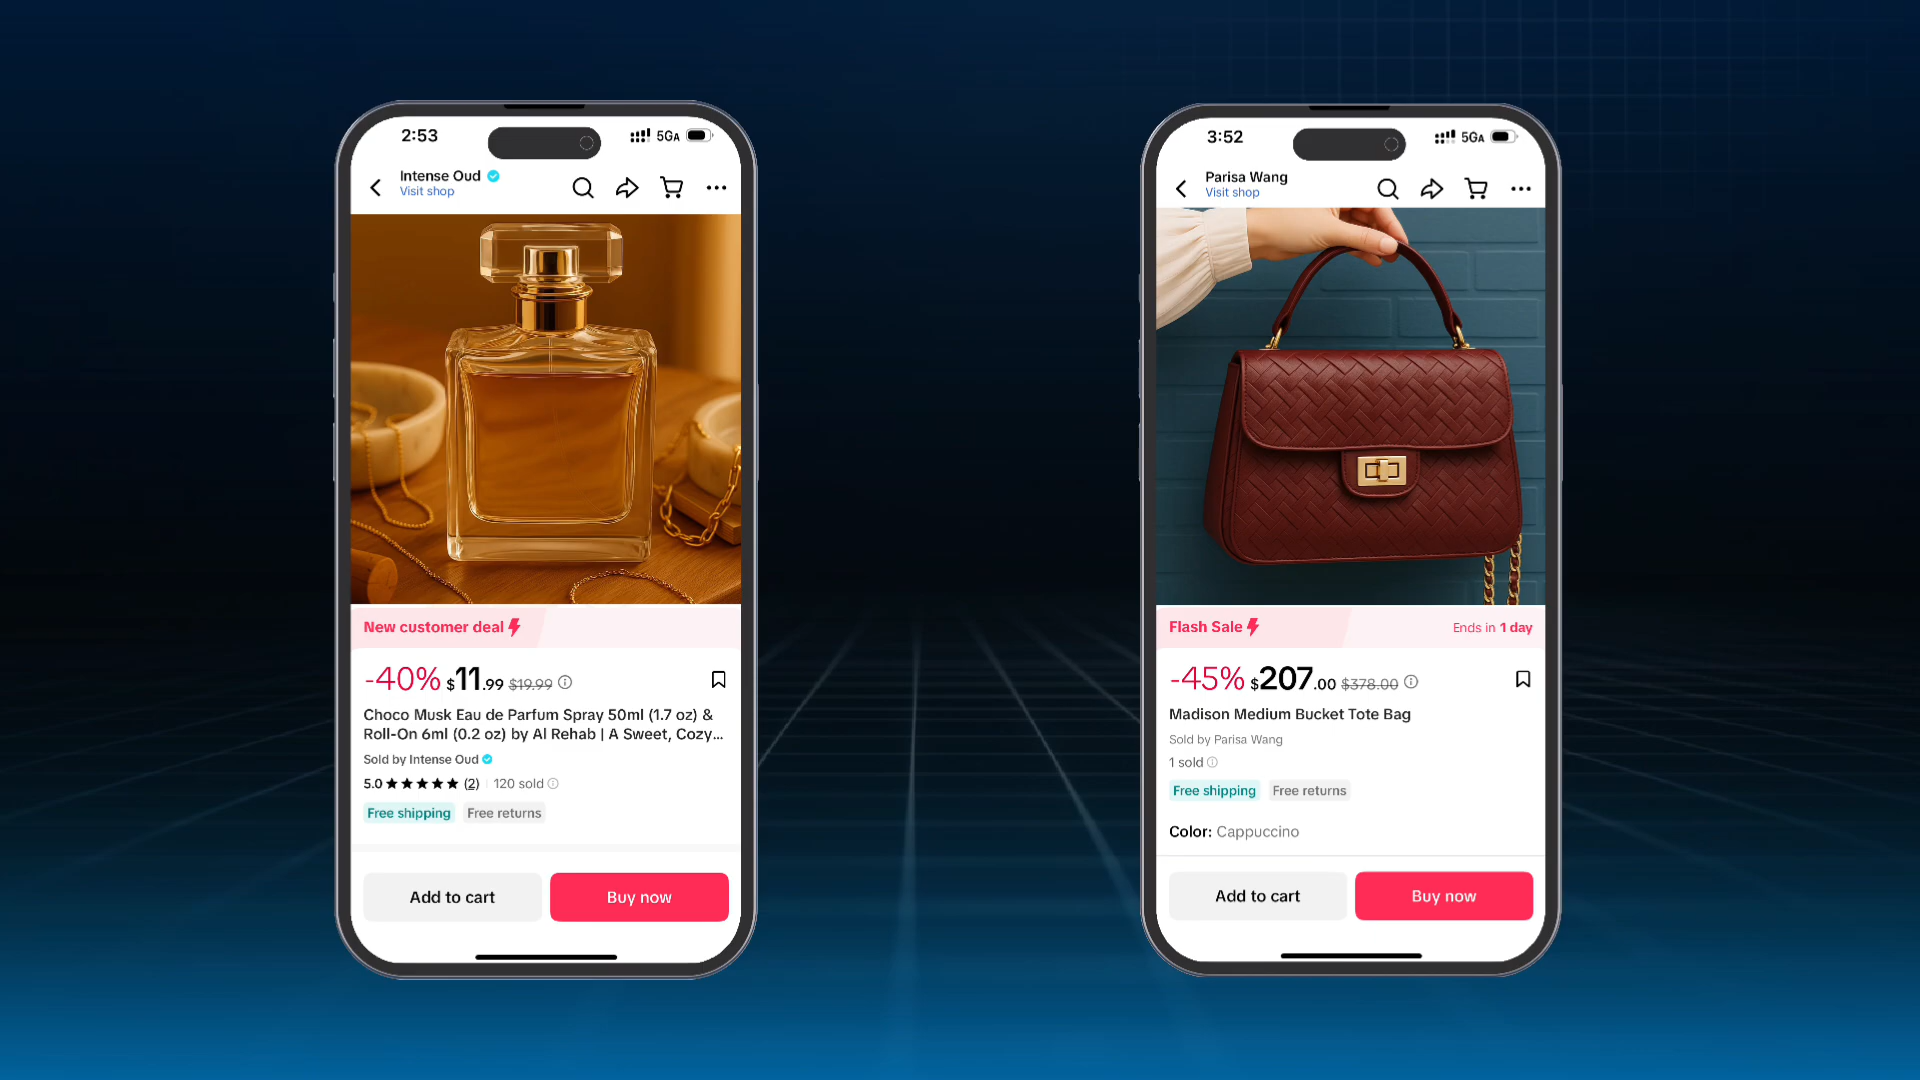 2:53
5GA
Intense Oud
Visit shop
New customer deal
-40% $11.99 $19.99
Choco Musk Eau de Parfum Spray 50ml (1.7 oz) &
Roll-On 6ml (0.2 oz) by Al Rehab | A Sweet, Cozy...
Sold by Intense Oud
5.0 ★★★★★ (2) 120 sold
Free shipping Free returns
Add to cart Buy now
3:52
5GA
Parisa Wang
Visit shop
Flash Sale Ends in 1 day
-45% $207.00 $378.00
Madison Medium Bucket Tote Bag
Sold by Parisa Wang
1 sold
Free shipping Free returns
Color: Cappuccino
Add to cart Buy now